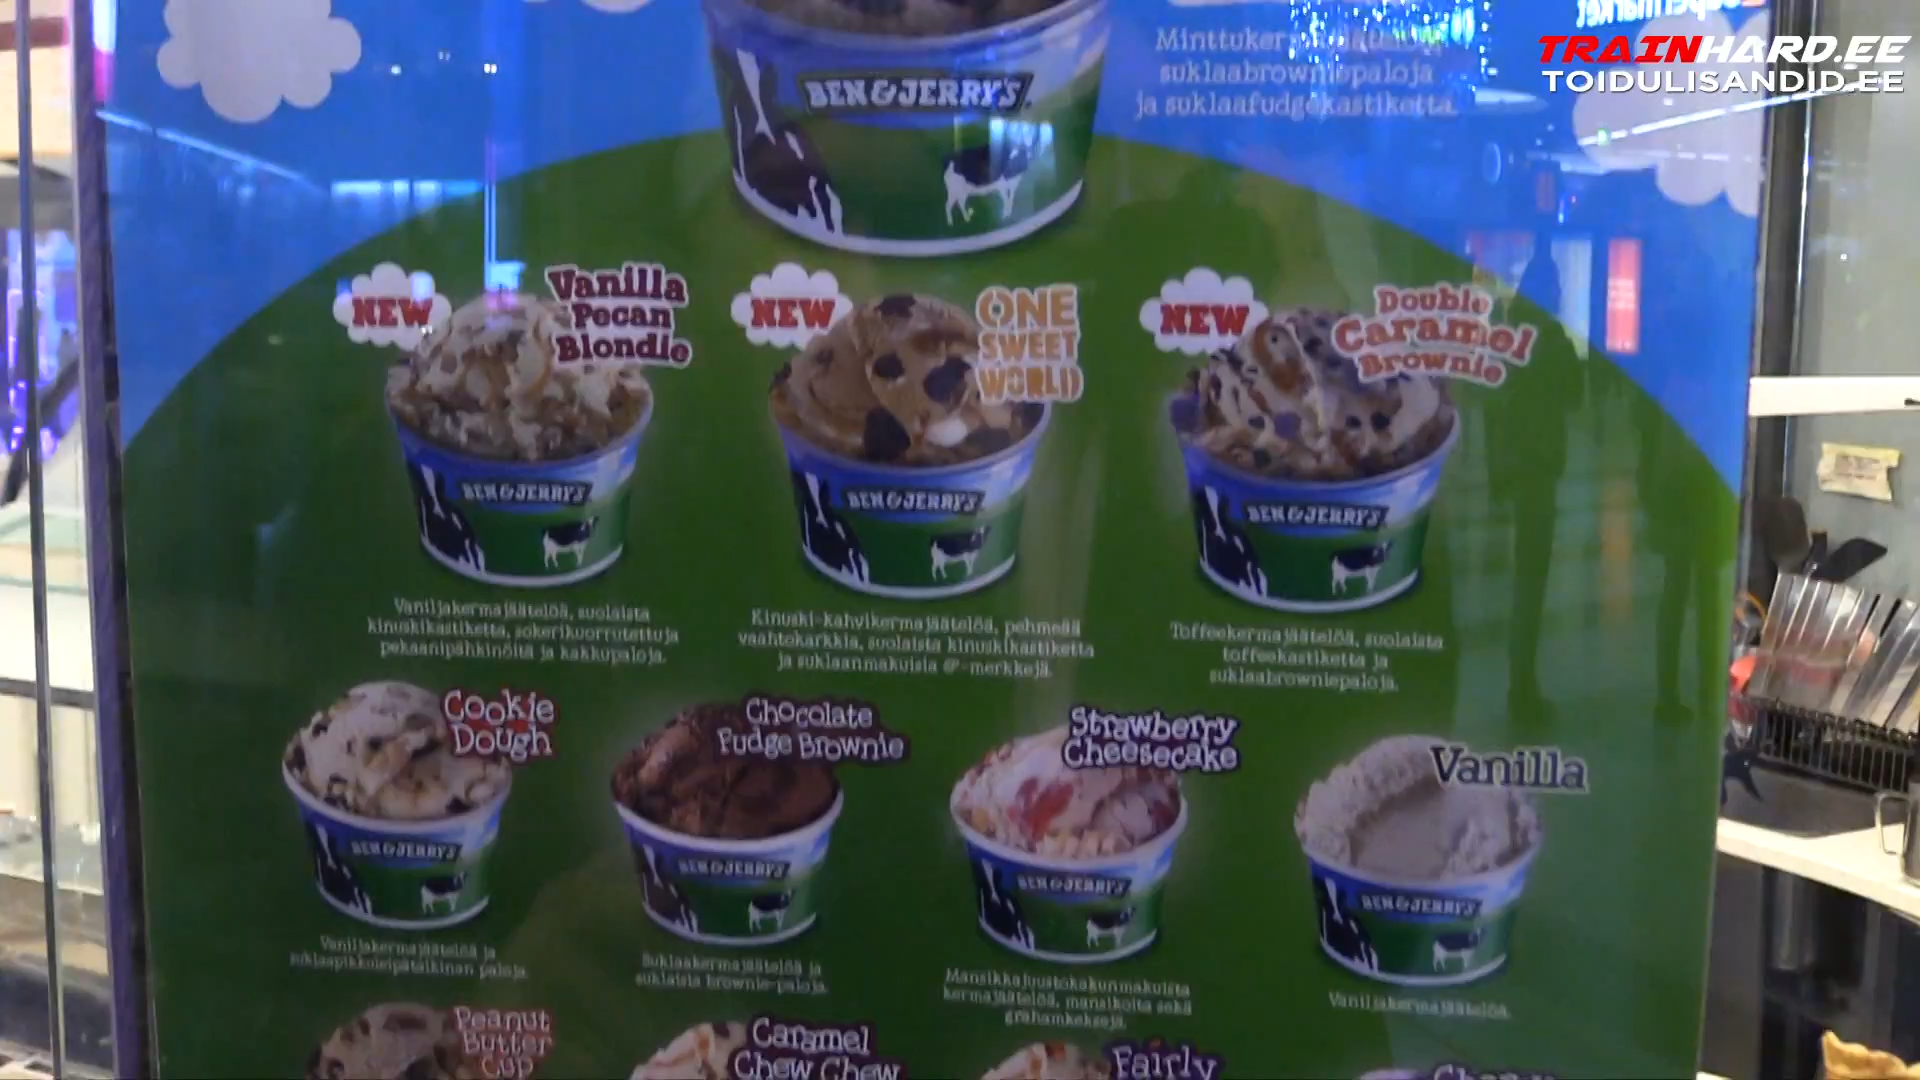 Supermarket
TRAINHARD.EE
TOIDULISANDID.EE
suklaabrowniepaloja
ja suklaafudgekastiketta.
BEN & JERRY'S
NEW
Vanilla
Pecan
Blondie
NEW
ONE
SWEET
WORLD
NEW
Double
Caramel
Brownie
BEN & JERRY'S
BEN & JERRY'S
BEN & JERRY'S
Vaniljakermajäätelöä, suolaista
kinuskikastiketta, sokerikuorrutettuja
pekaanipähkinöitä ja kakkupaloja.
Kinuski-kahvikermajäätelöä, pehmeää
vaahtokarkkia, suolaista kinuskikastiketta
ja suklaanmakuisia -merkkejä.
Toffeekermajäätelöä, suolaista
toffeekastiketta ja
suklaabrowniepaloja.
Cookie
Dough
Chocolate
Fudge Brownie
Strawberry
Cheesecake
Vanilla
BEN & JERRY'S
BEN & JERRY'S
BEN & JERRY'S
BEN & JERRY'S
Vaniljakermajäätelöä ja
suklaapikkuleipätaikinan paloja.
Suklaakermajäätelöä ja
suklaisia brownie-paloja.
Mansikkajuustokakunmakuista
kermajäätelöä, mansikoita sekä
grahamkeksejä.
Vaniljakermajäätelöä.
Peanut
Butter
Cup
Caramel
Chew Chew
Fairly